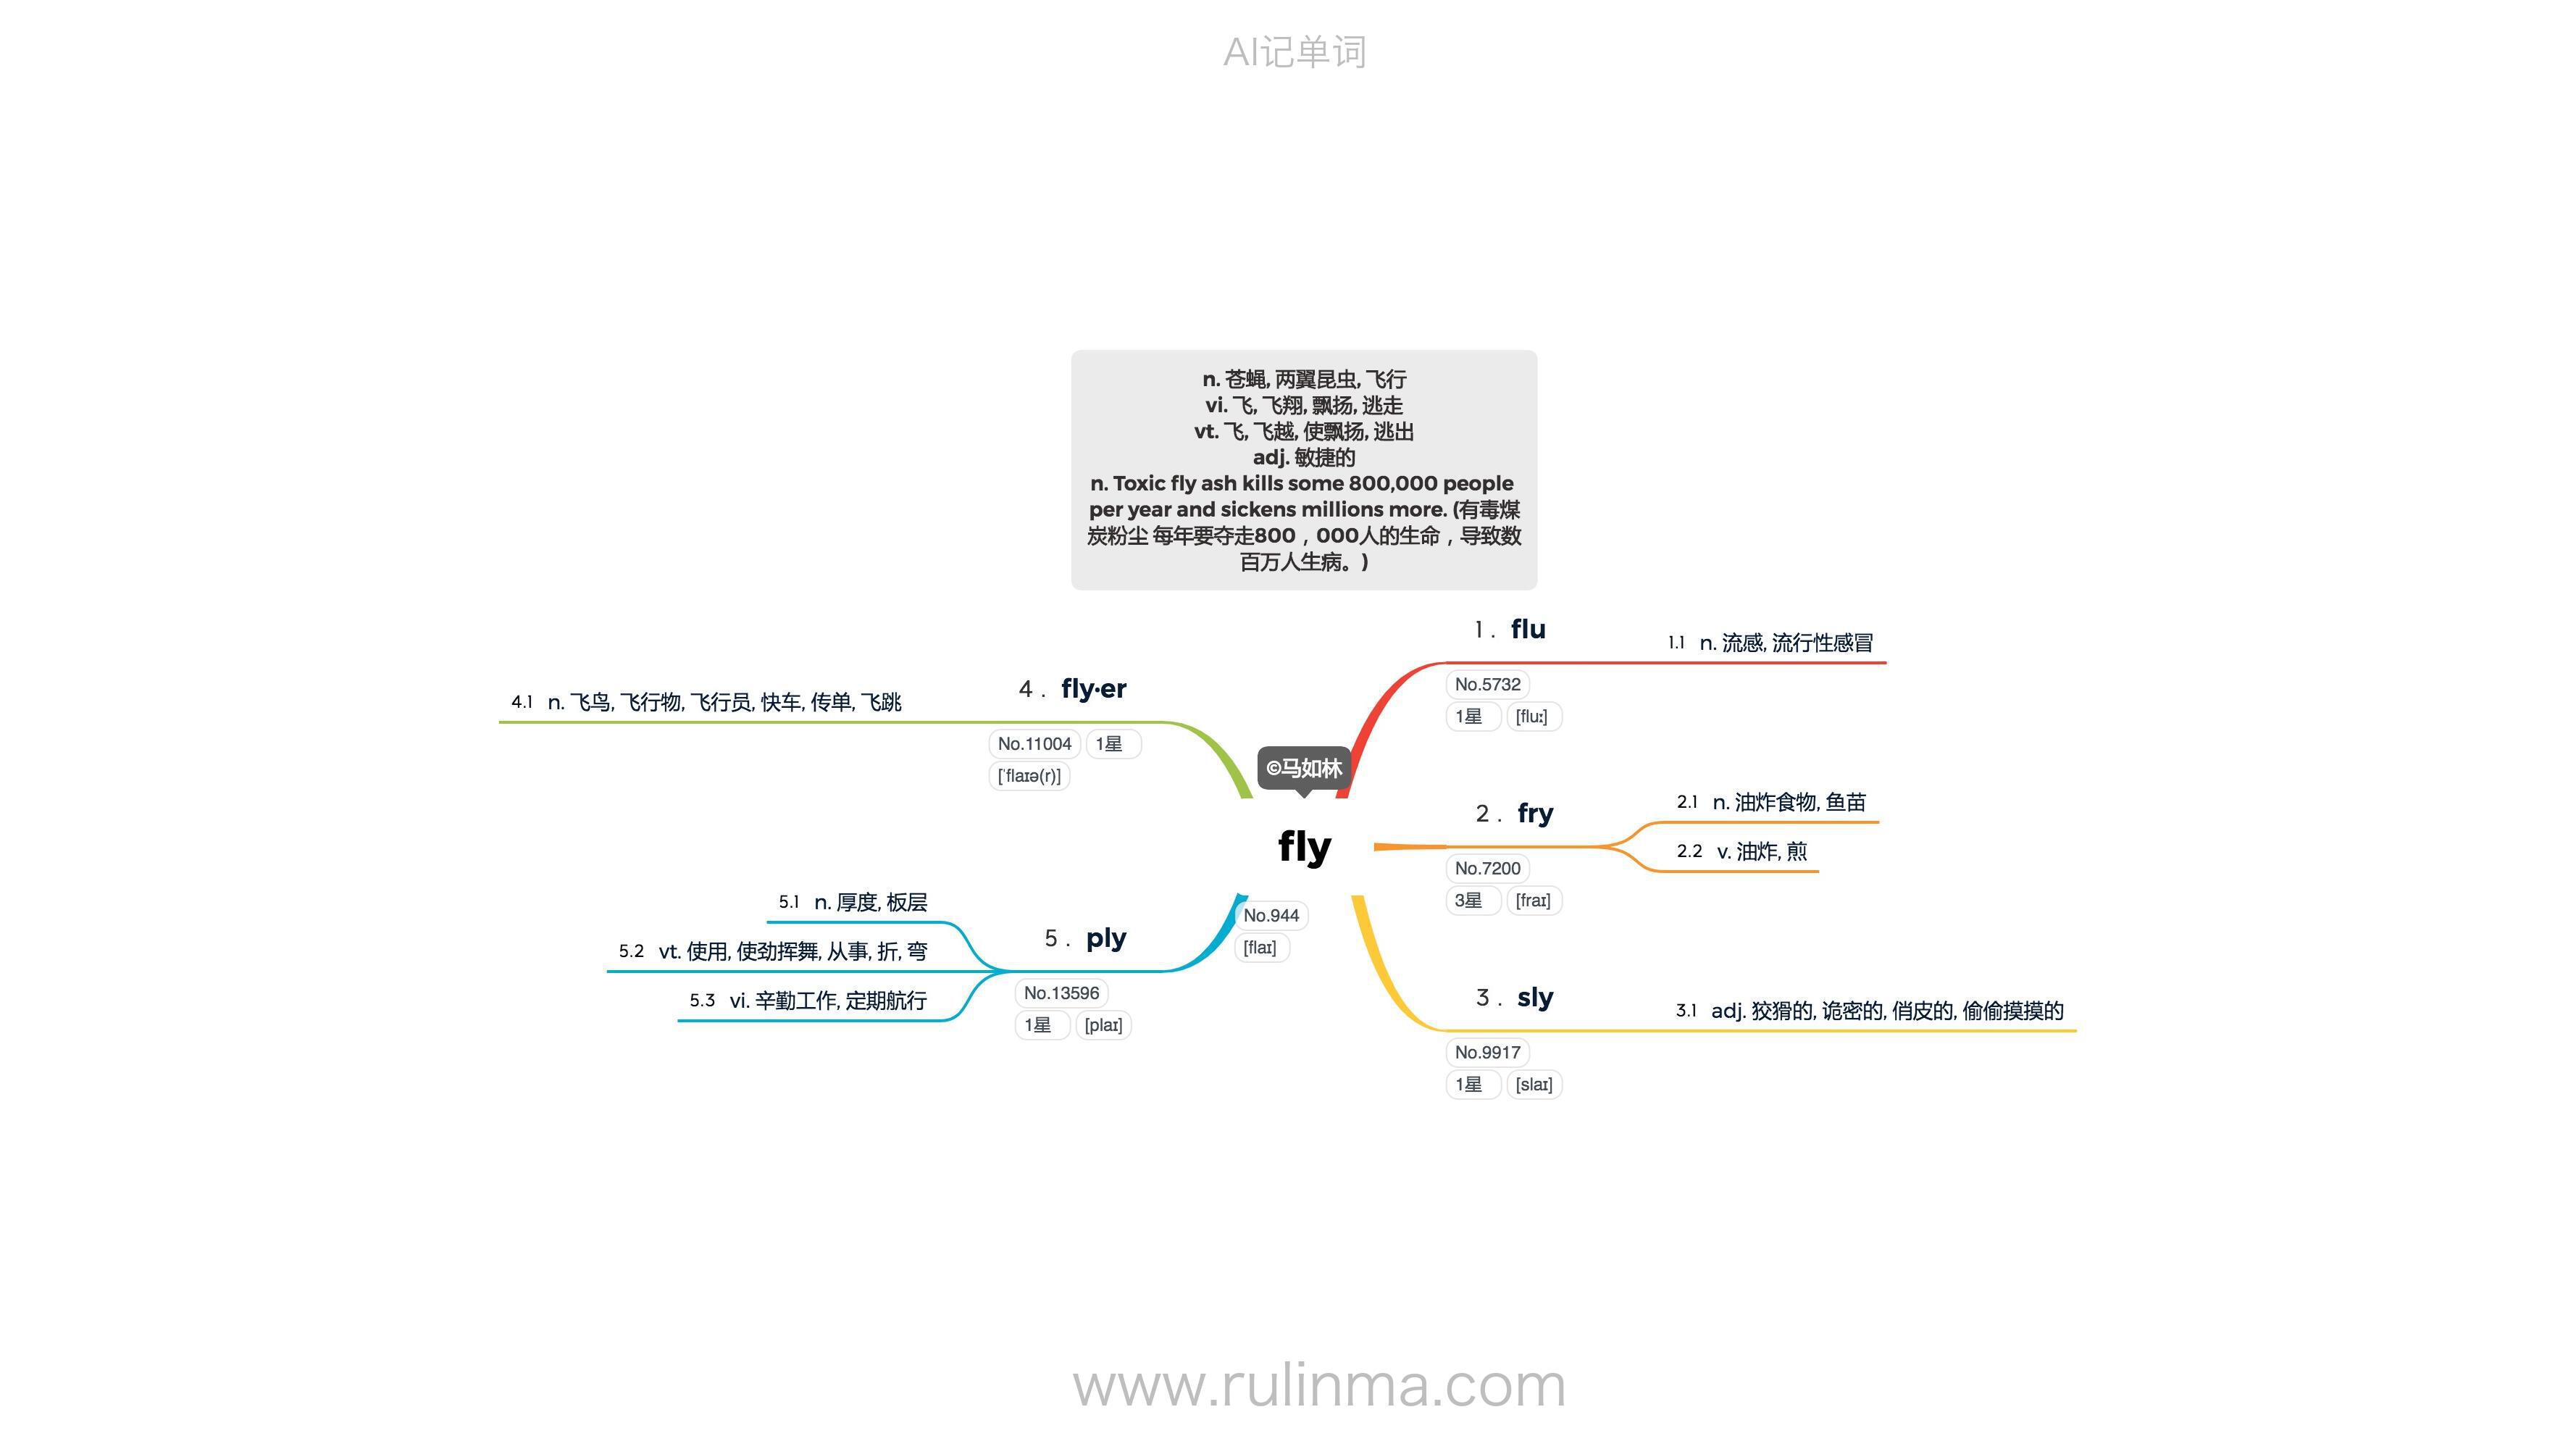 AI记单词
n. 苍蝇, 两翼昆虫, 飞行
vi. 飞, 飞翔, 飘扬, 逃走
vt. 飞, 飞越, 使飘扬, 逃出
adj. 敏捷的
n. Toxic fly ash kills some 800,000 people
per year and sickens millions more. (有毒煤
炭粉尘 每年要夺走800，000人的生命，导致数
百万人生病。)
©马如林
fly
No.944
[flaɪ]
1. flu
No.5732
1星 [fluː]
1.1 n. 流感, 流行性感冒
2. fry
No.7200
3星 [fraɪ]
2.1 n. 油炸食物, 鱼苗
2.2 v. 油炸, 煎
3. sly
No.9917
1星 [slaɪ]
3.1 adj. 狡猾的, 诡密的, 俏皮的, 偷偷摸摸的
4. fly·er
No.11004 1星
[ˈflaɪə(r)]
4.1 n. 飞鸟, 飞行物, 飞行员, 快车, 传单, 飞跳
5. ply
No.13596
1星 [plaɪ]
5.1 n. 厚度, 板层
5.2 vt. 使用, 使劲挥舞, 从事, 折, 弯
5.3 vi. 辛勤工作, 定期航行
www.rulinma.com